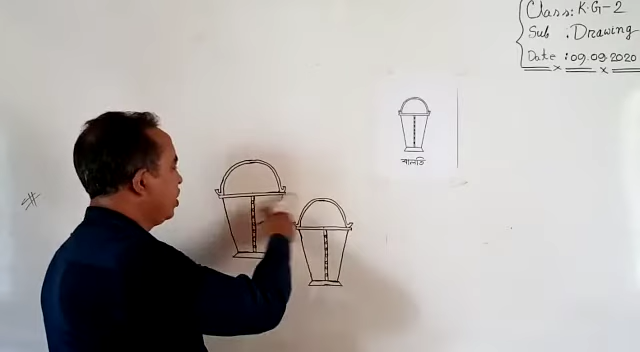 Class: K.G-2
Sub : Drawing
Date : 09.09.2020
বালতি